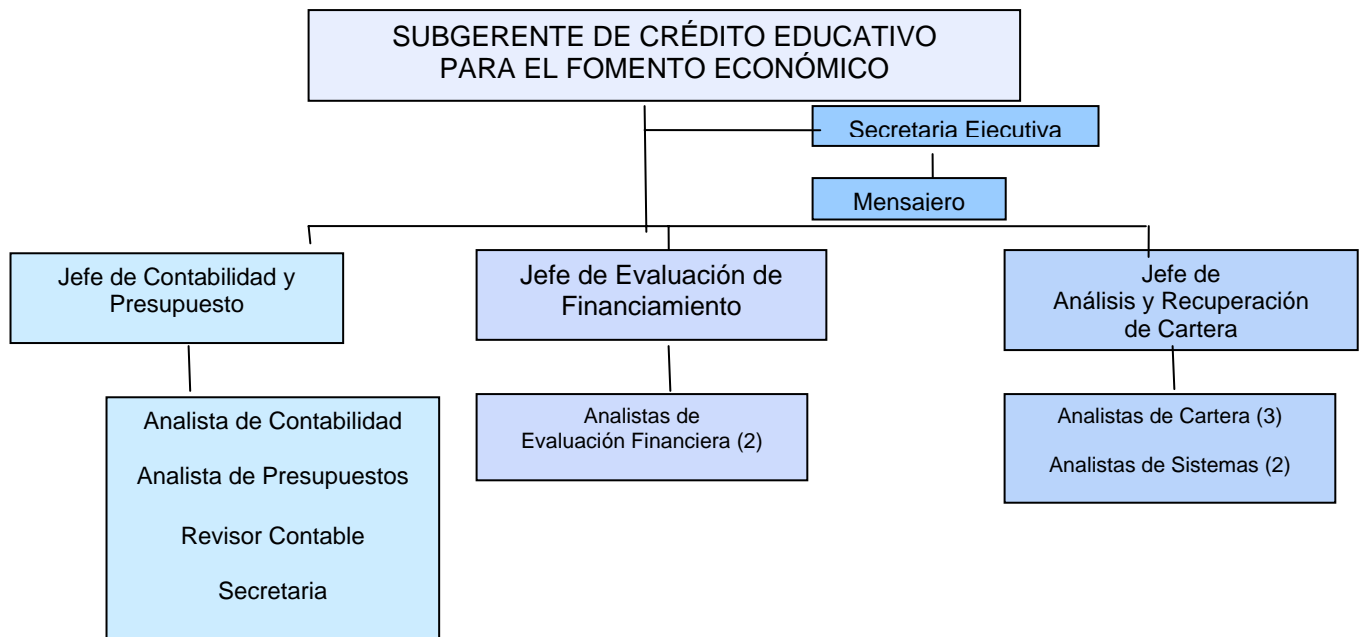 SUBGERENTE DE CRÉDITO EDUCATIVO
PARA EL FOMENTO ECONÓMICO
Secretaria Ejecutiva
Mensajero
Jefe de Contabilidad y
Presupuesto
Jefe de Evaluación de
Financiamiento
Jefe de
Análisis y Recuperación
de Cartera
Analista de Contabilidad
Analista de Presupuestos
Revisor Contable
Secretaria
Analistas de
Evaluación Financiera (2)
Analistas de Cartera (3)
Analistas de Sistemas (2)